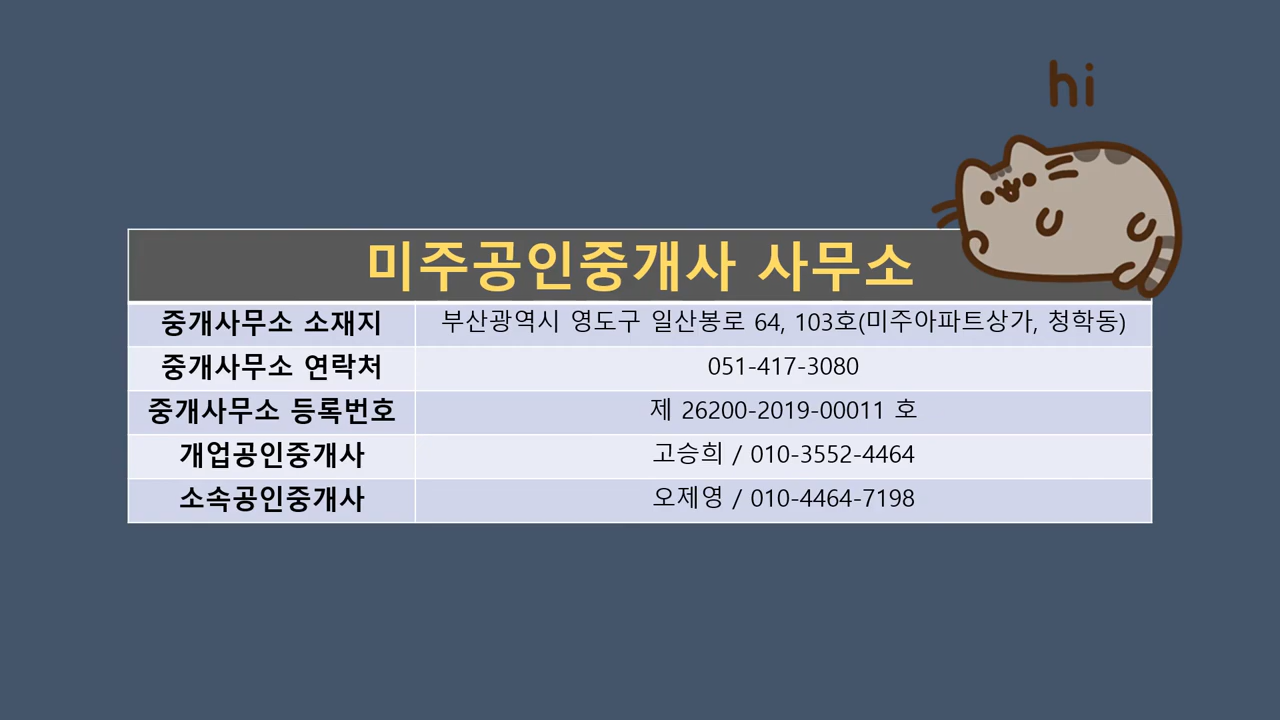 hi
미주공인중개사 사무소
중개사무소 소재지 부산광역시 영도구 일산봉로 64, 103호(미주아파트상가, 청학동)
중개사무소 연락처 051-417-3080
중개사무소 등록번호 제 26200-2019-00011 호
개업공인중개사 고승희 / 010-3552-4464
소속공인중개사 오제영 / 010-4464-7198